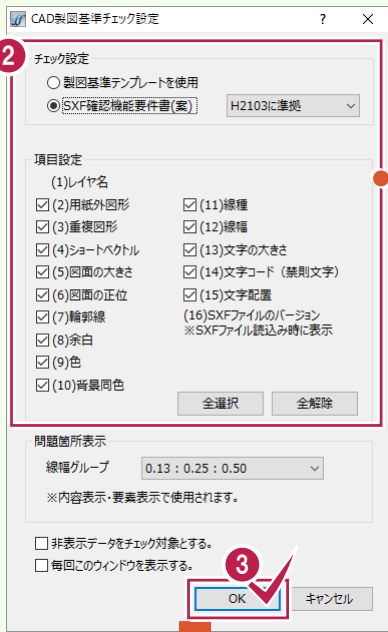 CAD製図基準チェック設定 ?
2
チェック設定
製図基準テンプレートを使用
SXF確認機能要件書(案) H2103に準拠
項目設定
(1)レイヤ名
(2)用紙外図形 (11)線種
(3)重複図形 (12)線幅
(4)ショートベクトル (13)文字の大きさ
(5)図面の大きさ (14)文字コード（禁則文字）
(6)図面の正位 (15)文字配置
(7)輪郭線 (16)SXFファイルのバージョン
(8)余白 ※SXFファイル読込み時に表示
(9)色
(10)背景同色
全選択 全解除
問題箇所表示
線幅グループ 0.13：0.25：0.50
※内容表示・要素表示で使用されます。
非表示データをチェック対象とする。
毎回このウィンドウを表示する。
3
OK キャンセル